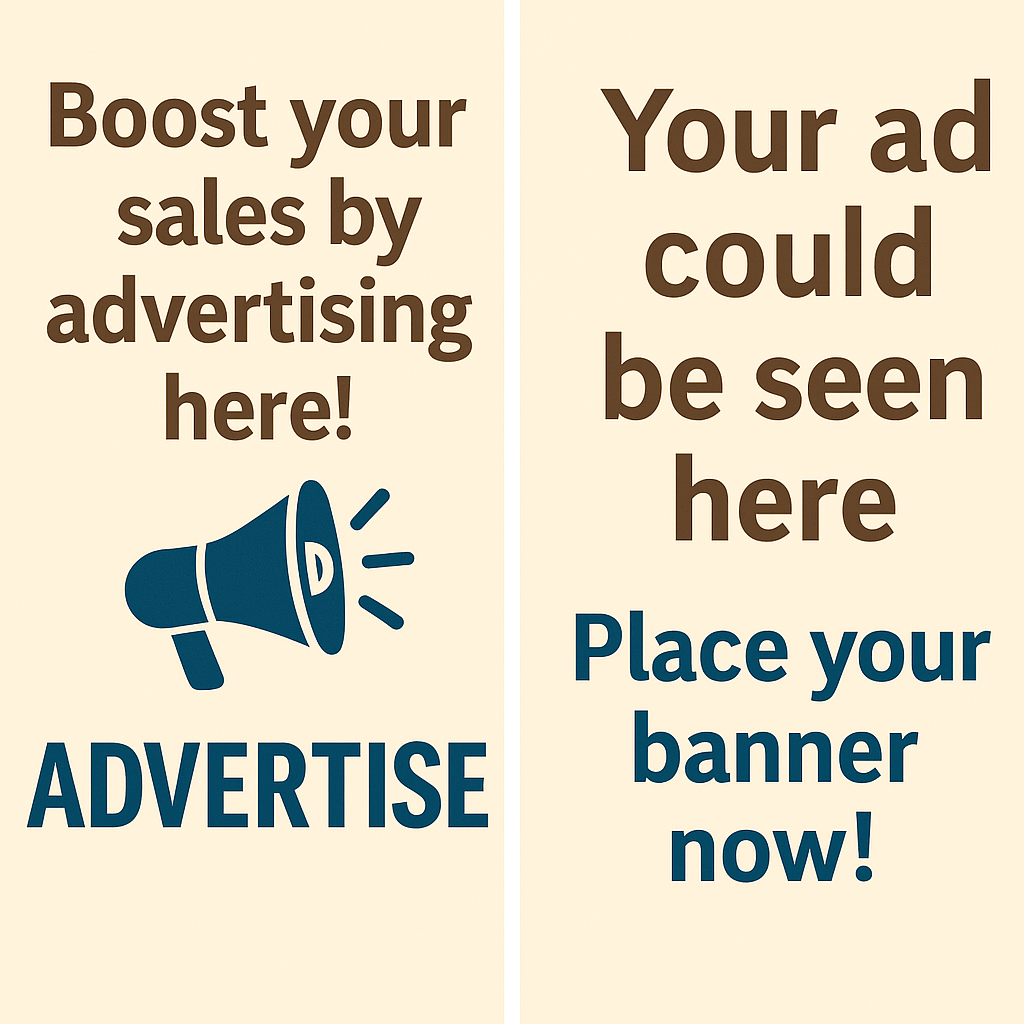 Boost your
sales by
advertising
here!
D
ADVERTISE
Your ad
could
be seen
here
Place your
banner
now!